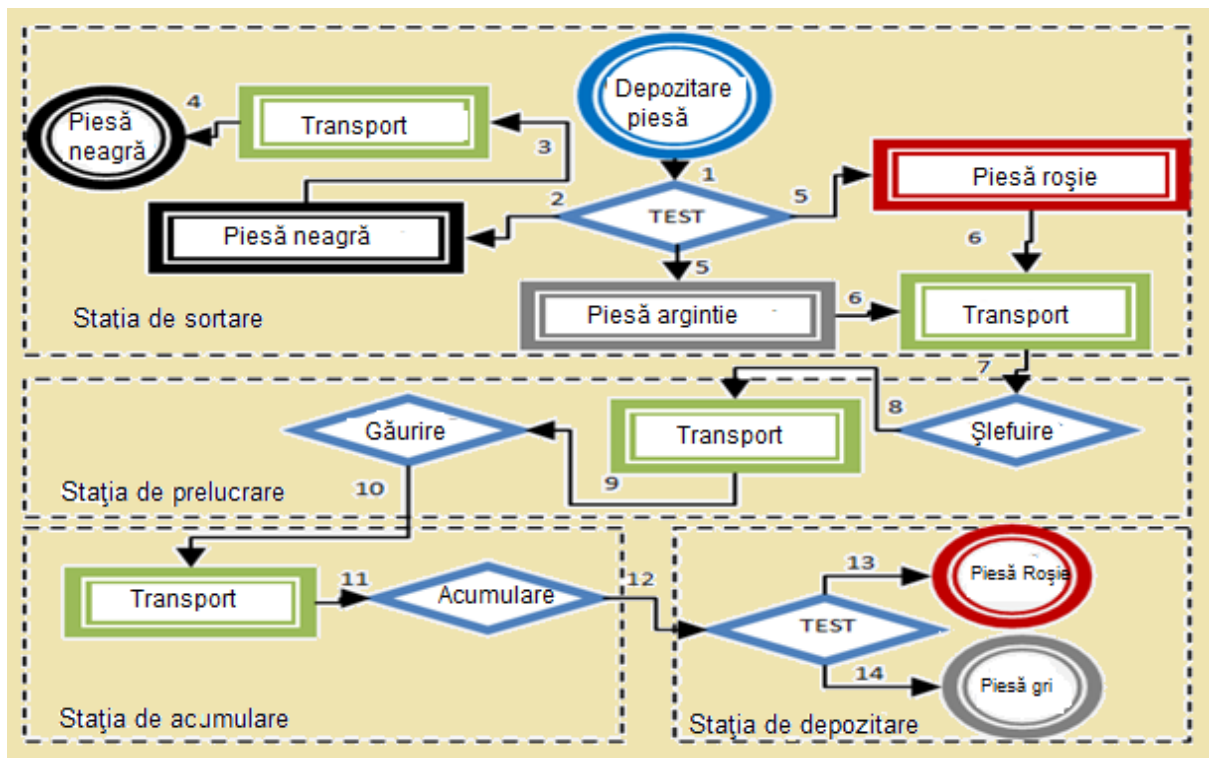 Depozitare
piesă
Piesă
neagră
4
Transport
3
1
2
TEST
5
Piesă roşie
Piesă neagră
5
6
Piesă argintie
6
Transport
Staţia de sortare
7
Găurire
Transport
8
Şlefuire
9
10
Staţia de prelucrare
Transport
11
Acumulare
12
13
Piesă Roşie
TEST
14
Piesă gri
Staţia de acumulare
Staţia de depozitare